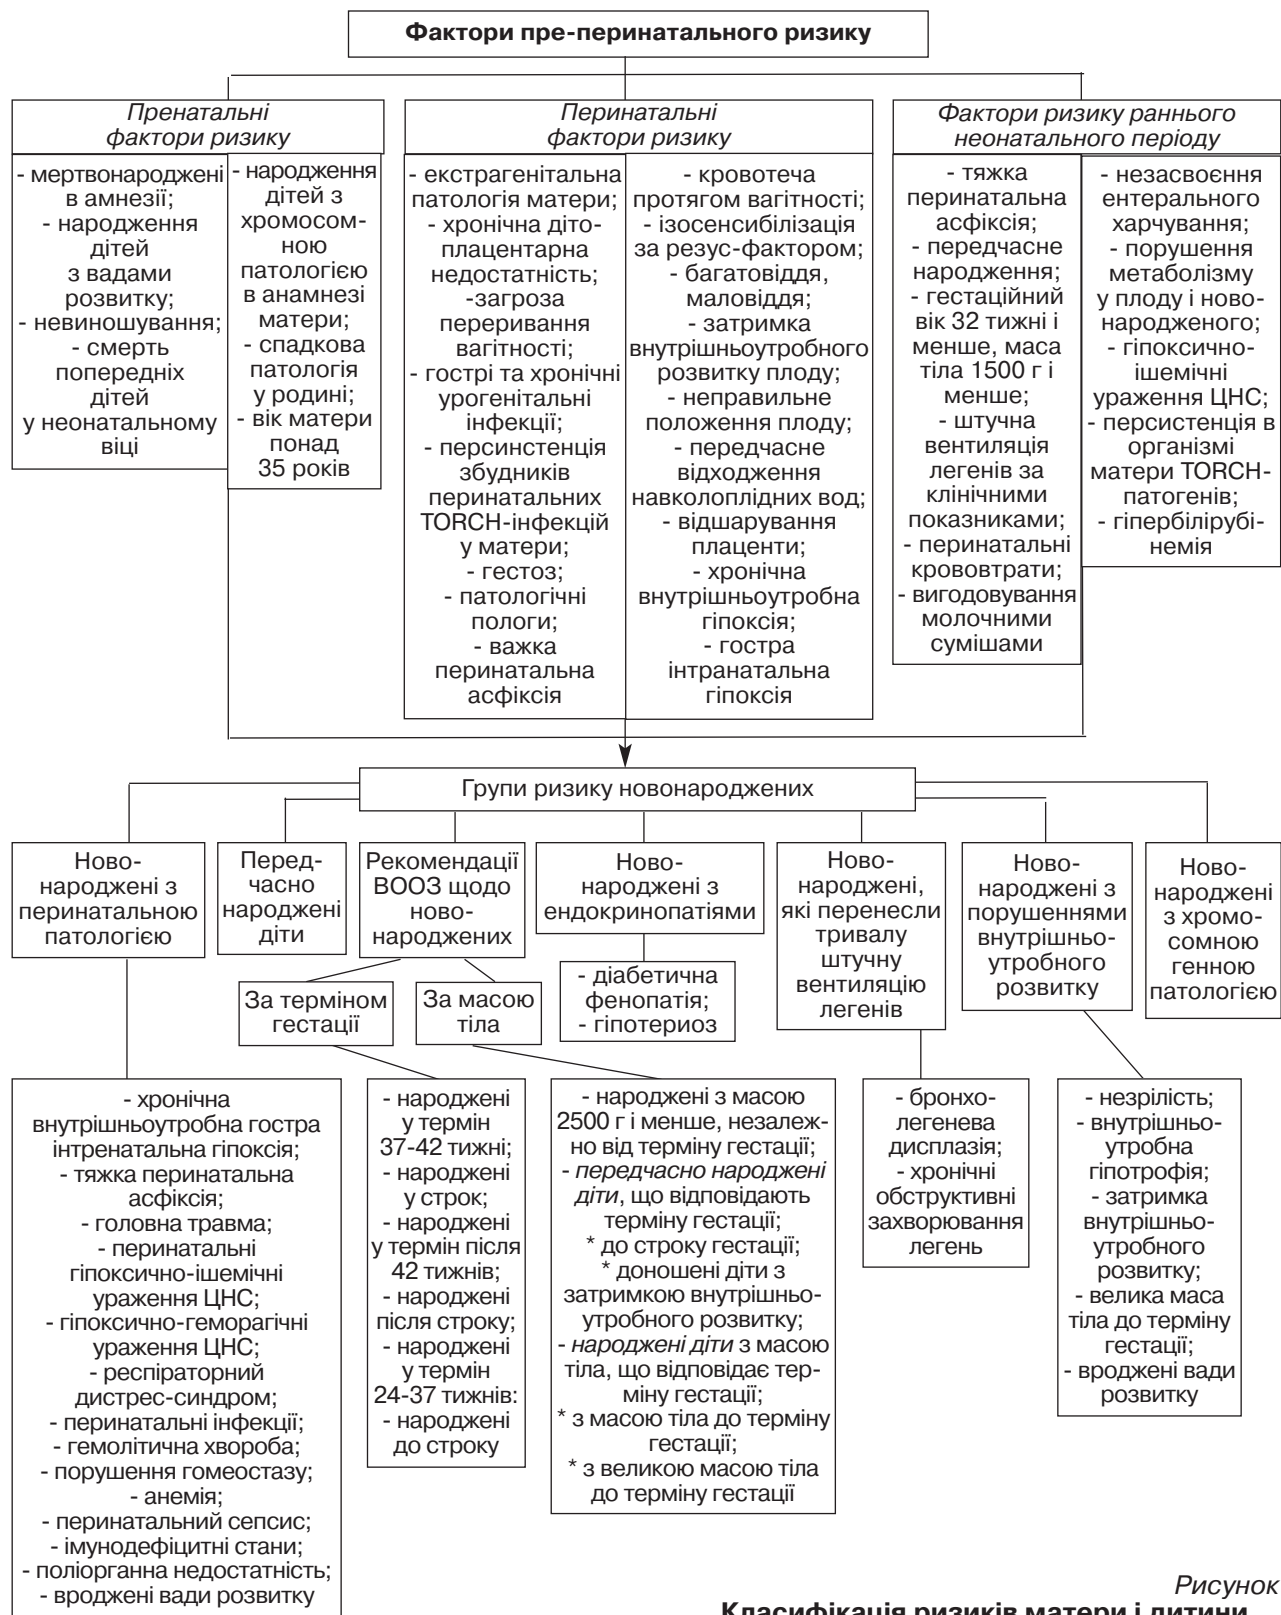 Фактори пре-перинатального ризику
Пренатальні
фактори ризику
- мертвонароджені
в амнезії;
- народження
дітей
з вадами
розвитку;
- невиношування;
- смерть
попередніх
дітей
у неонатальному
віці
- народження
дітей з
хромосом-
ною
патологією
в анамнезі
матери;
- спадкова
патологія
у родині;
- вік матери
понад
35 років
Перинатальні
фактори ризику
- екстрагенітальна
патологія матери;
- хронічна діто-
плацентарна
недостатність;
-загроза
переривання
вагітності;
- гострі та хронічні
урогенітальні
інфекції;
- персинстенція
збудників
перинатальних
TORCH-інфекцій
у матери;
- гестоз;
- патологічні
пологи;
- важка
перинатальна
асфіксія
- кровотеча
протягом вагітності;
- ізосенсибілізація
за резус-фактором;
- багатовіддя,
маловіддя;
- затримка
внутрішньоутробного
розвитку плоду;
- неправильне
положення плоду;
- передчасне
відходження
навколоплідних вод;
- відшарування
плаценти;
- хронічна
внутрішньоутробна
гіпоксія;
- гостра
інтранатальна
гіпоксія
Фактори ризику раннього
неонатального періоду
- тяжка
перинатальна
асфіксія;
- передчасне
народження;
- гестаційний
вік 32 тижні і
менше, маса
тіла 1500 г і
менше;
- штучна
вентиляція
легенів за
клінічними
показниками;
- перинатальні
крововтрати;
- вигодовування
молочними
сумішами
- незасвоєння
ентерального
харчування;
- порушення
метаболізму
у плоду і ново-
народженого;
- гіпоксично-
ішемічні
ураження ЦНС;
- персистенція в
організмі
матери TORCH-
патогенів;
- гіпербілірубі-
немія
Групи ризику новонароджених
Ново-
народжені з
перинатальною
патологією
Перед-
часно
народжені
діти
Рекомендації
ВООЗ щодо
ново-
народжених
Ново-
народжені з
ендокринопатіями
Ново-
народжені,
які перенесли
тривалу
штучну
вентиляцію
легенів
Ново-
народжені з
порушеннями
внутрішньо-
утробного
розвитку
Ново-
народжені
з хромо-
сомною
генною
патологією
За терміном
гестації
За масою
тіла
- діабетична
фенопатія;
- гіпотериоз
- хронічна
внутрішньоутробна гостра
інтренатальна гіпоксія;
- тяжка перинатальна
асфіксія;
- головна травма;
- перинатальні
гіпоксично-ішемічні
ураження ЦНС;
- гіпоксично-геморагічні
ураження ЦНС;
- респіраторний
дистрес-синдром;
- перинатальні інфекції;
- гемолітична хвороба;
- порушення гомеостазу;
- анемія;
- перинатальний сепсис;
- імунодефіцитні стани;
- поліорганна недостатність;
- вроджені вади розвитку
- народжені
у термін
37-42 тижні;
- народжені
у строк;
- народжені
у термін після
42 тижнів;
- народжені
після строку;
- народжені
у термін
24-37 тижнів:
- народжені
до строку
- народжені з масою
2500 г і менше, незалеж-
но від терміну гестації;
- передчасно народжені
діти, що відповідають
терміну гестації;
* до строку гестації;
* доношені діти з
затримкою внутрішньо-
утробного розвитку;
- народжені діти з масою
тіла, що відповідає тер-
міну гестації;
* з масою тіла до терміну
гестації;
* з великою масою тіла
до терміну гестації
- бронхо-
легенева
дисплазія;
- хронічні
обструктивні
захворювання
легень
- незрілість;
- внутрішньо-
утробна
гіпотрофія;
- затримка
внутрішньо-
утробного
розвитку;
- велика маса
тіла до терміну
гестації;
- вроджені вади
розвитку
Рисунок
Класифікація ризиків матери і дитини